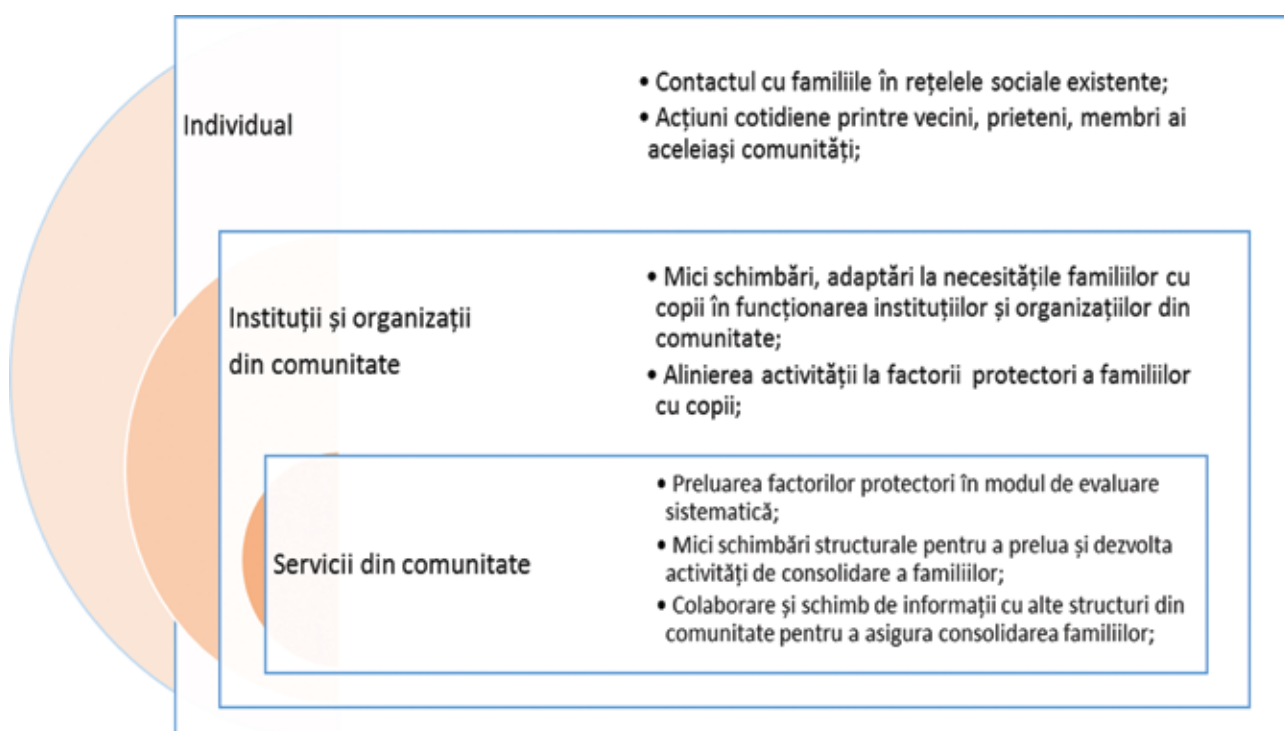 Individual
• Contactul cu familiile în rețelele sociale existente;
• Acțiuni cotidiene printre vecini, prieteni, membri ai
aceleiași comunități;
Instituții și organizații
din comunitate
• Mici schimbări, adaptări la necesitățile familiilor cu
copii în funcționarea instituțiilor și organizațiilor din
comunitate;
• Alinierea activității la factorii protectori a familiilor
cu copii;
Servicii din comunitate
• Preluarea factorilor protectori în modul de evaluare
sistematică;
• Mici schimbări structurale pentru a prelua și dezvolta
activități de consolidare a familiilor;
• Colaborare și schimb de informații cu alte structuri din
comunitate pentru a asigura consolidarea familiilor;